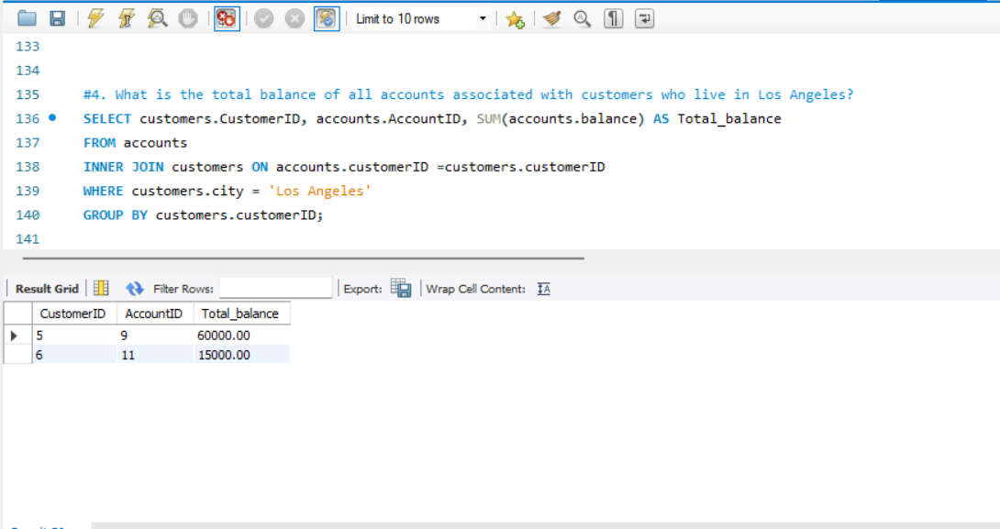 Limit to 10 rows
133
134
135 #4. What is the total balance of all accounts associated with customers who live in Los Angeles?
136 SELECT customers.CustomerID, accounts.AccountID, SUM(accounts.balance) AS Total_balance
137 FROM accounts
138 INNER JOIN customers ON accounts.customerID =customers.customerID
139 WHERE customers.city = 'Los Angeles'
140 GROUP BY customers.customerID;
141
Result Grid Filter Rows: Export: Wrap Cell Content: IA
CustomerID AccountID Total_balance
5 9 60000.00
6 11 15000.00